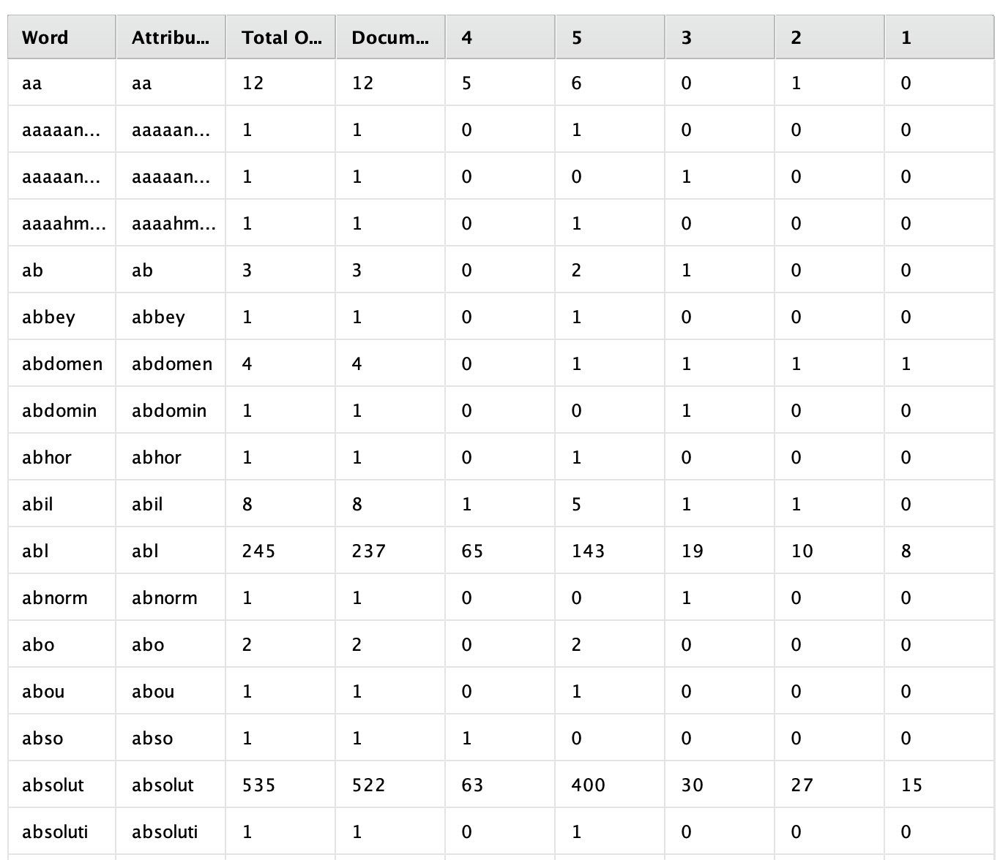 Word Attribu... Total O... Docum... 4 5 3 2 1
aa aa 12 12 5 6 0 1 0
aaaaan... aaaaan... 1 1 0 1 0 0 0
aaaaan... aaaaan... 1 1 0 0 1 0 0
aaaahm... aaaahm... 1 1 0 1 0 0 0
ab ab 3 3 0 2 1 0 0
abbey abbey 1 1 0 1 0 0 0
abdomen abdomen 4 4 0 1 1 1 1
abdomin abdomin 1 1 0 0 1 0 0
abhor abhor 1 1 0 1 0 0 0
abil abil 8 8 1 5 1 1 0
abl abl 245 237 65 143 19 10 8
abnorm abnorm 1 1 0 0 1 0 0
abo abo 2 2 0 2 0 0 0
abou abou 1 1 0 1 0 0 0
abso abso 1 1 1 0 0 0 0
absolut absolut 535 522 63 400 30 27 15
absoluti absoluti 1 1 0 1 0 0 0